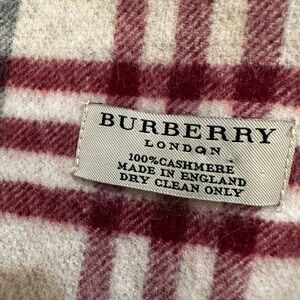 BURBERRY
LONDON
100% CASHMERE
MADE IN ENGLAND
DRY CLEAN ONLY